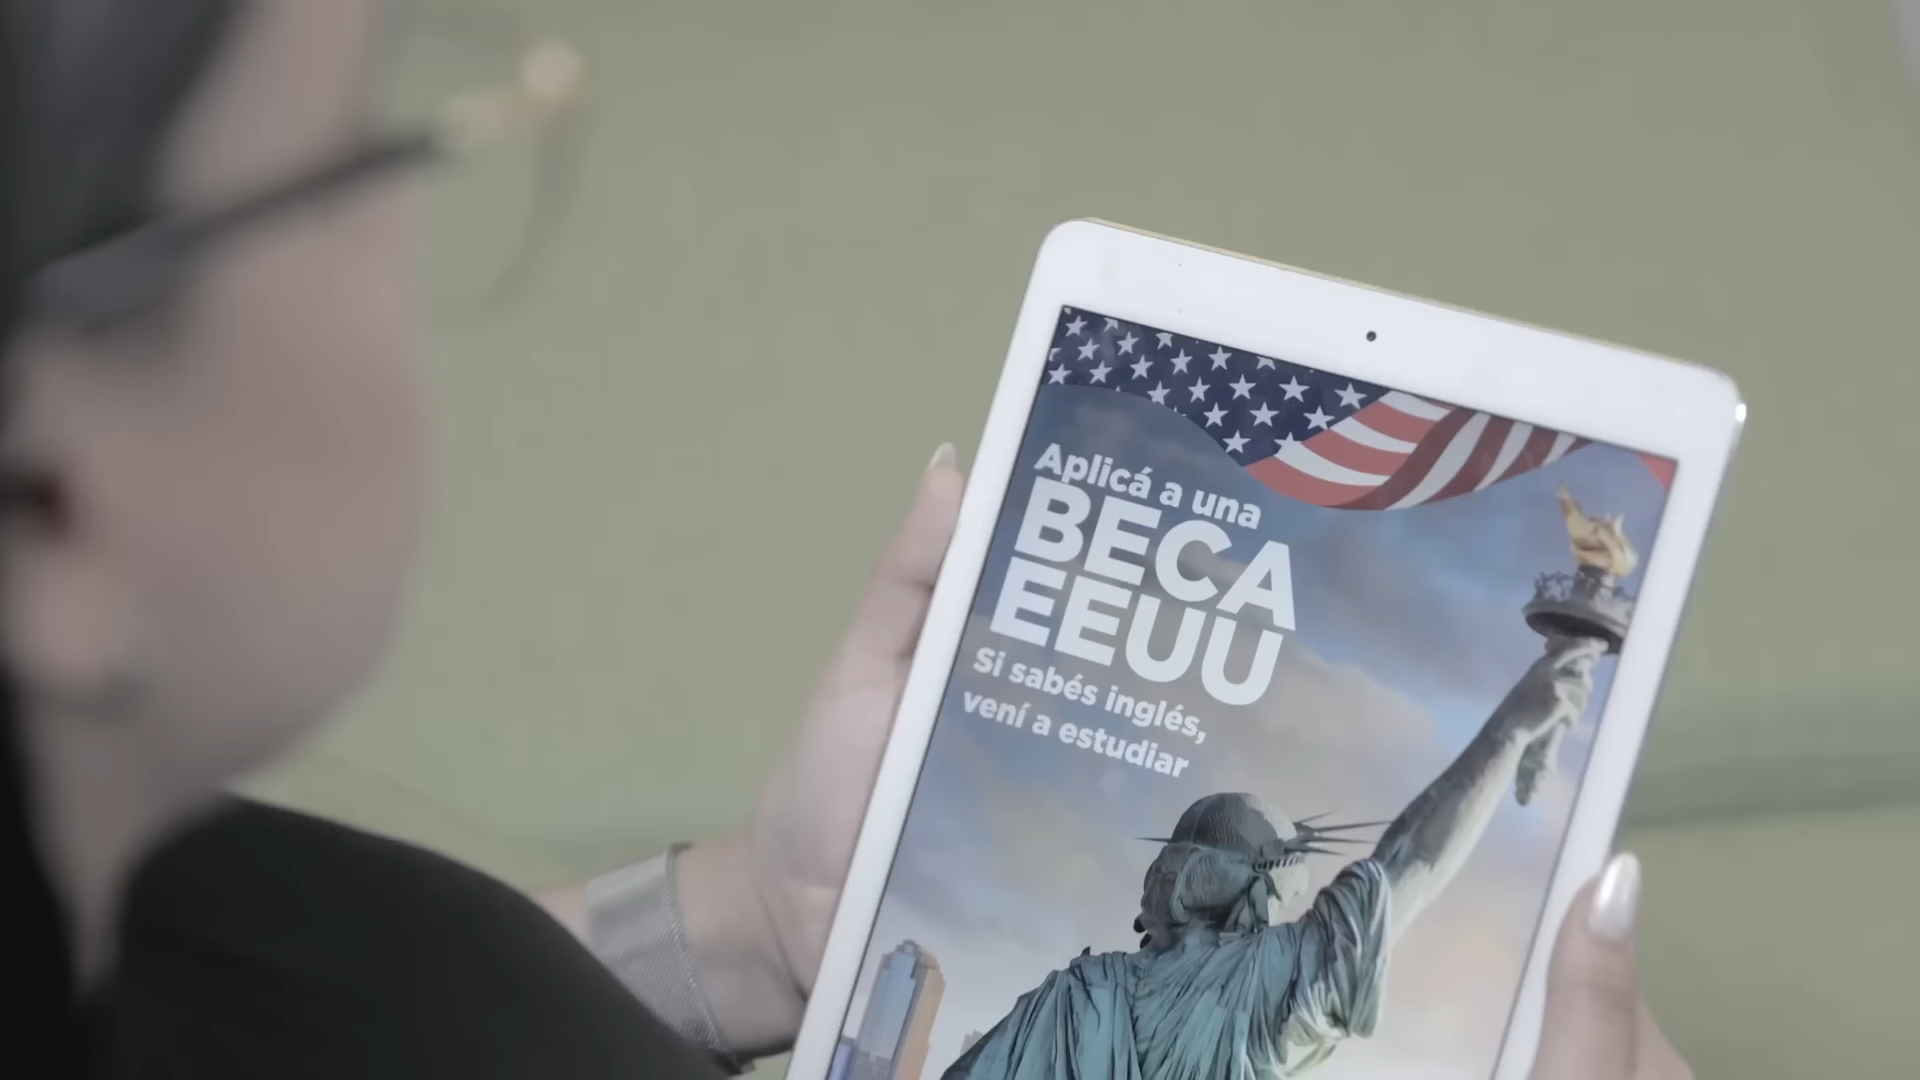 Aplicá a una
BECA
EEUU
Si sabés inglés,
vení a estudiar